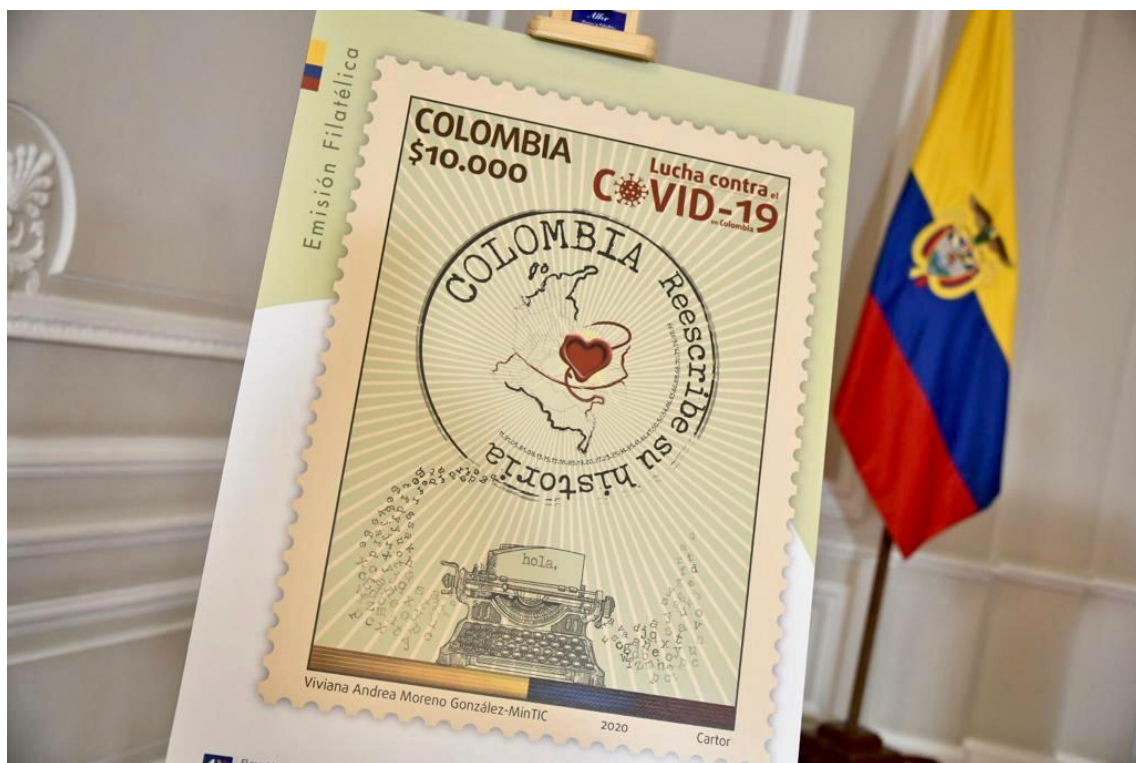 Emisión Filatélica
COLOMBIA
$10.000
Lucha contra el
COVID-19
en Colombia
COLOMBIA Reescribe su historia
hola,
Viviana Andrea Moreno González-MinTIC
2020
Cartor